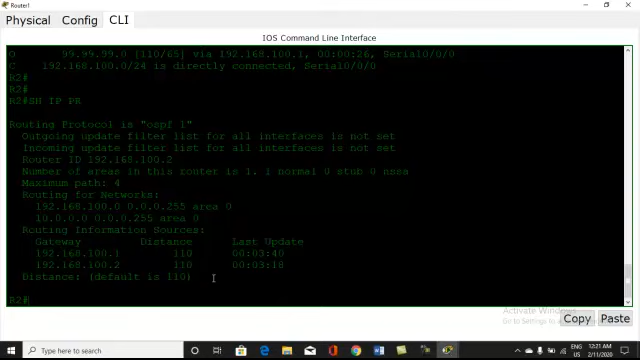 Router1
Physical Config CLI
IOS Command Line Interface
O 99.99.99.0 [110/65] via 192.168.100.1, 00:00:26, Serial0/0/0
C 192.168.100.0/24 is directly connected, Serial0/0/0
R2#
R2#
R2#SH IP PR
Routing Protocol is "ospf 1"
Outgoing update filter list for all interfaces is not set
Incoming update filter list for all interfaces is not set
Router ID 192.168.100.2
Number of areas in this router is 1. 1 normal 0 stub 0 nssa
Maximum path: 4
Routing for Networks:
192.168.100.0 0.0.0.255 area 0
10.0.0.0 0.0.0.255 area 0
Routing Information Sources:
Gateway Distance Last Update
192.168.100.1 110 00:03:40
192.168.100.2 110 00:03:18
Distance: (default is 110)
R2#
Activate Windows
Go to Settings to
Copy Paste
Type here to search
12:21 AM
2/11/2020